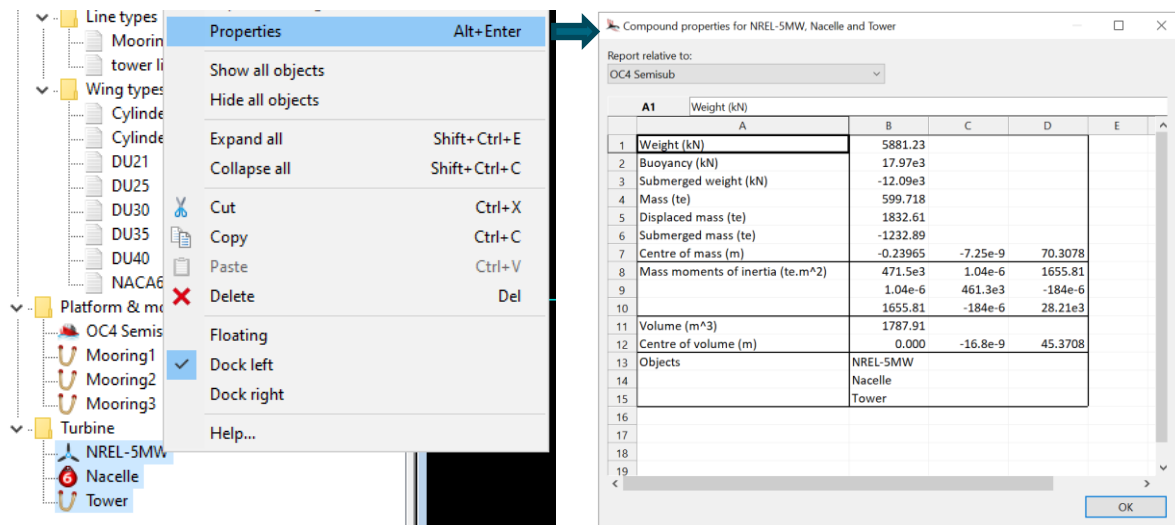 Line types
Moorin
tower li
Wing types
Cylinde
Cylinde
DU21
DU25
DU30
DU35
DU40
NACA6
Platform & mo
OC4 Semis
Mooring1
Mooring2
Mooring3
Turbine
NREL-5MW
6 Nacelle
Tower
Properties Alt+Enter
Show all objects
Hide all objects
Expand all Shift+Ctrl+E
Collapse all Shift+Ctrl+C
Cut Ctrl+X
Copy Ctrl+C
Paste Ctrl+V
Delete Del
Floating
Dock left
Dock right
Help...
Compound properties for NREL-5MW, Nacelle and Tower
Report relative to:
OC4 Semisub
A1 Weight (kN)
A B C D E
1 Weight (kN) 5881.23
2 Buoyancy (kN) 17.97e3
3 Submerged weight (kN) -12.09e3
4 Mass (te) 599.718
5 Displaced mass (te) 1832.61
6 Submerged mass (te) -1232.89
7 Centre of mass (m) -0.23965 -7.25e-9 70.3078
8 Mass moments of inertia (te.m^2) 471.5e3 1.04e-6 1655.81
9 1.04e-6 461.3e3 -184e-6
10 1655.81 -184e-6 28.21e3
11 Volume (m^3) 1787.91
12 Centre of volume (m) 0.000 -16.8e-9 45.3708
13 Objects NREL-5MW
14 Nacelle
15 Tower
16
17
18
19
OK